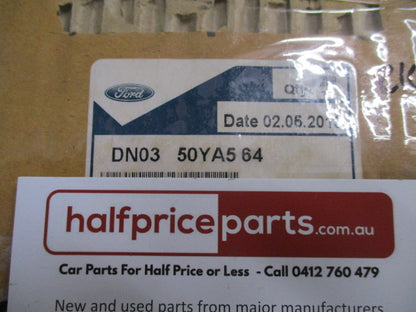 Ford
Date 02.05.201
DN03 50YA5 64
halfpriceparts.com.au
Car Parts For Half Price or Less - Call 0412 760 479
New and used parts from major manufacturers